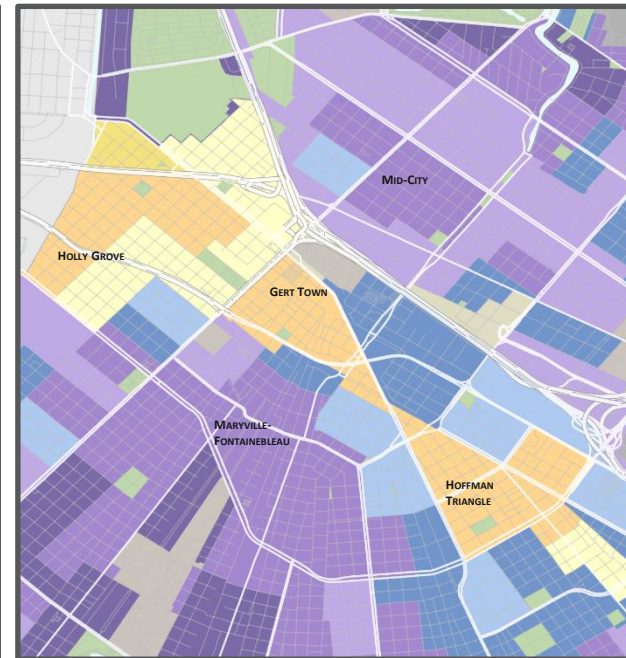 MID-CITY
HOLLY GROVE
GERT TOWN
MARYVILLE-
FONTAINEBLEAU
HOFFMAN
TRIANGLE